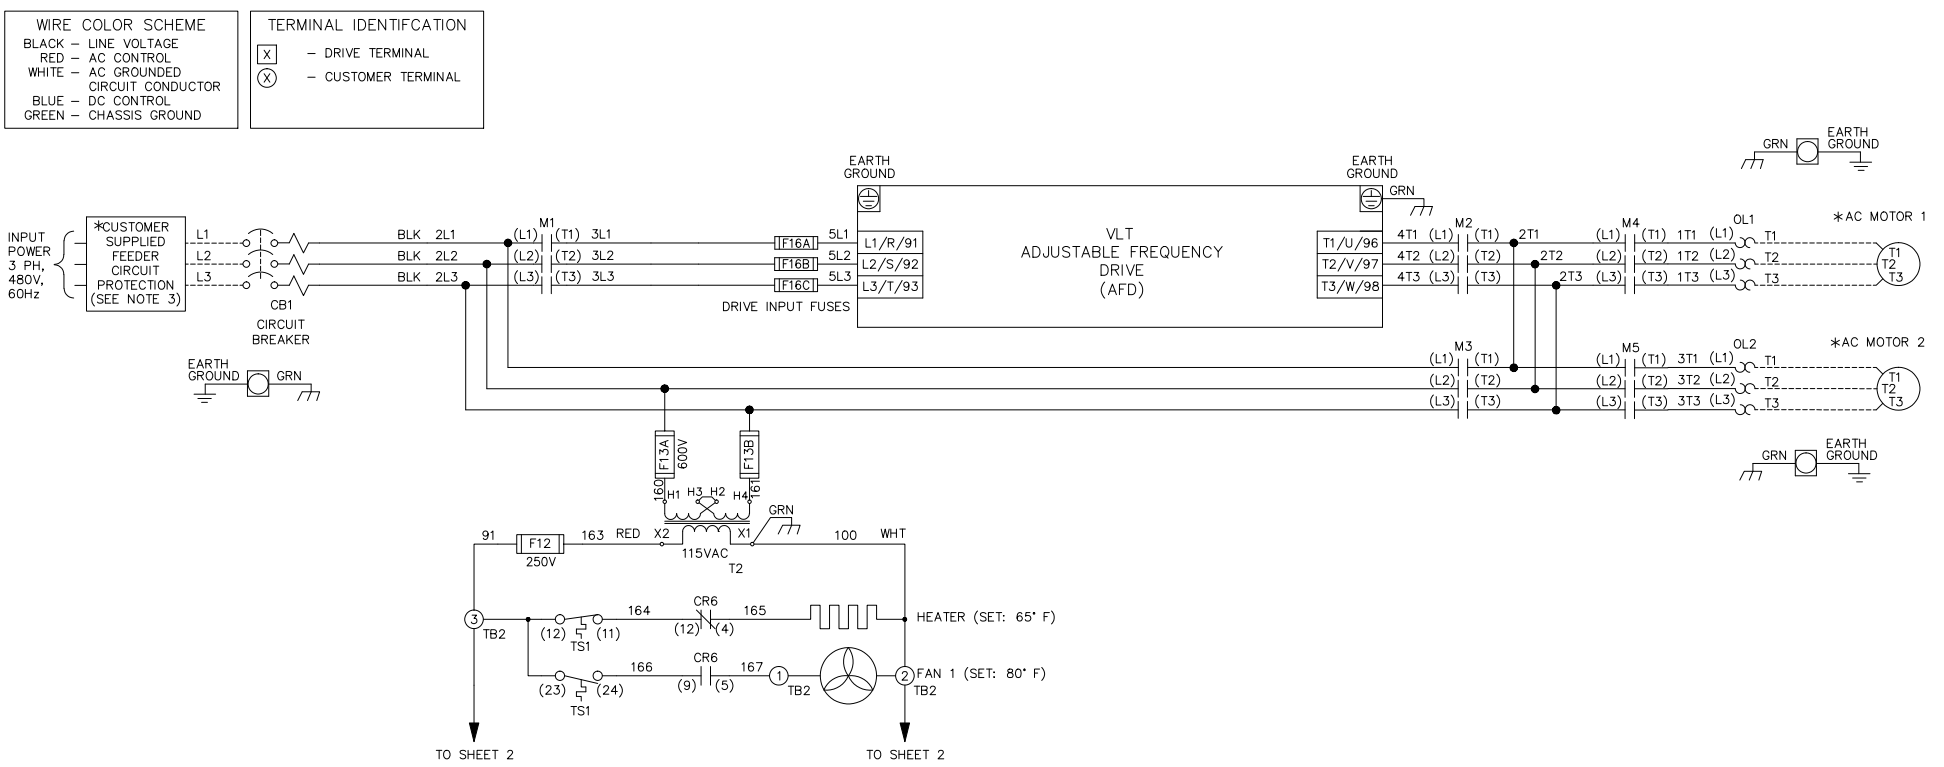 WIRE COLOR SCHEME
BLACK – LINE VOLTAGE
RED – AC CONTROL
WHITE – AC GROUNDED
CIRCUIT CONDUCTOR
BLUE – DC CONTROL
GREEN – CHASSIS GROUND
TERMINAL IDENTIFCATION
X – DRIVE TERMINAL
X – CUSTOMER TERMINAL
INPUT
POWER
3 PH,
480V,
60Hz
*CUSTOMER
SUPPLIED
FEEDER
CIRCUIT
PROTECTION
(SEE NOTE 3)
L1
L2
L3
CB1
CIRCUIT
BREAKER
EARTH
GROUND
GRN
BLK 2L1
BLK 2L2
BLK 2L3
M1
(L1) (T1) 3L1
(L2) (T2) 3L2
(L3) (T3) 3L3
F16A 5L1
F16B 5L2
F16C 5L3
DRIVE INPUT FUSES
EARTH
GROUND
L1/R/91
L2/S/92
L3/T/93
VLT
ADJUSTABLE FREQUENCY
DRIVE
(AFD)
EARTH
GROUND
GRN
T1/U/96
T2/V/97
T3/W/98
M2
4T1 (L1) (T1) 2T1
4T2 (L2) (T2) 2T2
4T3 (L3) (T3) 2T3
M4
(L1) (T1) 1T1 (L1)
(L2) (T2) 1T2 (L2)
(L3) (T3) 1T3 (L3)
OL1
T1
T2
T3
*AC MOTOR 1
T1
T2
T3
GRN
EARTH
GROUND
M3
(L1) (T1)
(L2) (T2)
(L3) (T3)
M5
(L1) (T1) 3T1 (L1)
(L2) (T2) 3T2 (L2)
(L3) (T3) 3T3 (L3)
OL2
T1
T2
T3
*AC MOTOR 2
T1
T2
T3
GRN
EARTH
GROUND
F13A
600V
F13B
160
161
H1 H3 H2 H4
GRN
91 F12 163 RED X2 X1 100 WHT
250V
115VAC
T2
3
TB2
(12) (11)
TS1
164
CR6
(12) (4)
165
HEATER (SET: 65° F)
(23) (24)
TS1
166
CR6
(9) (5)
167
1
TB2
2
TB2
FAN 1 (SET: 80° F)
TO SHEET 2
TO SHEET 2